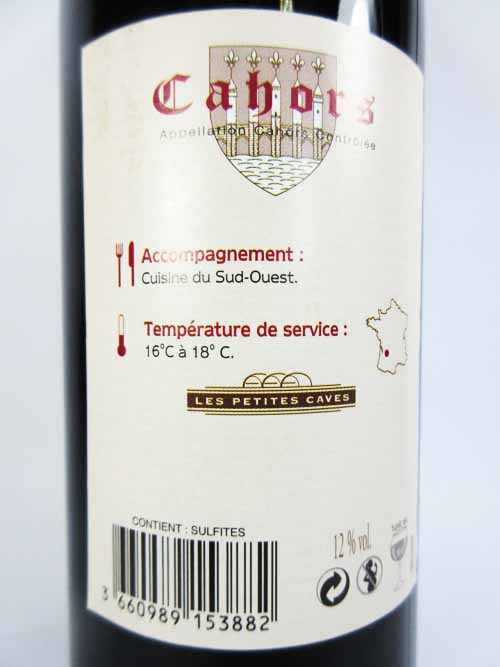 Cahors
Appellation Cahors Contrôlée
Accompagnement :
Cuisine du Sud-Ouest.
Température de service :
16°C à 18° C.
LES PETITES CAVES
CONTIENT : SULFITES
12 % vol.
3 660989 153882